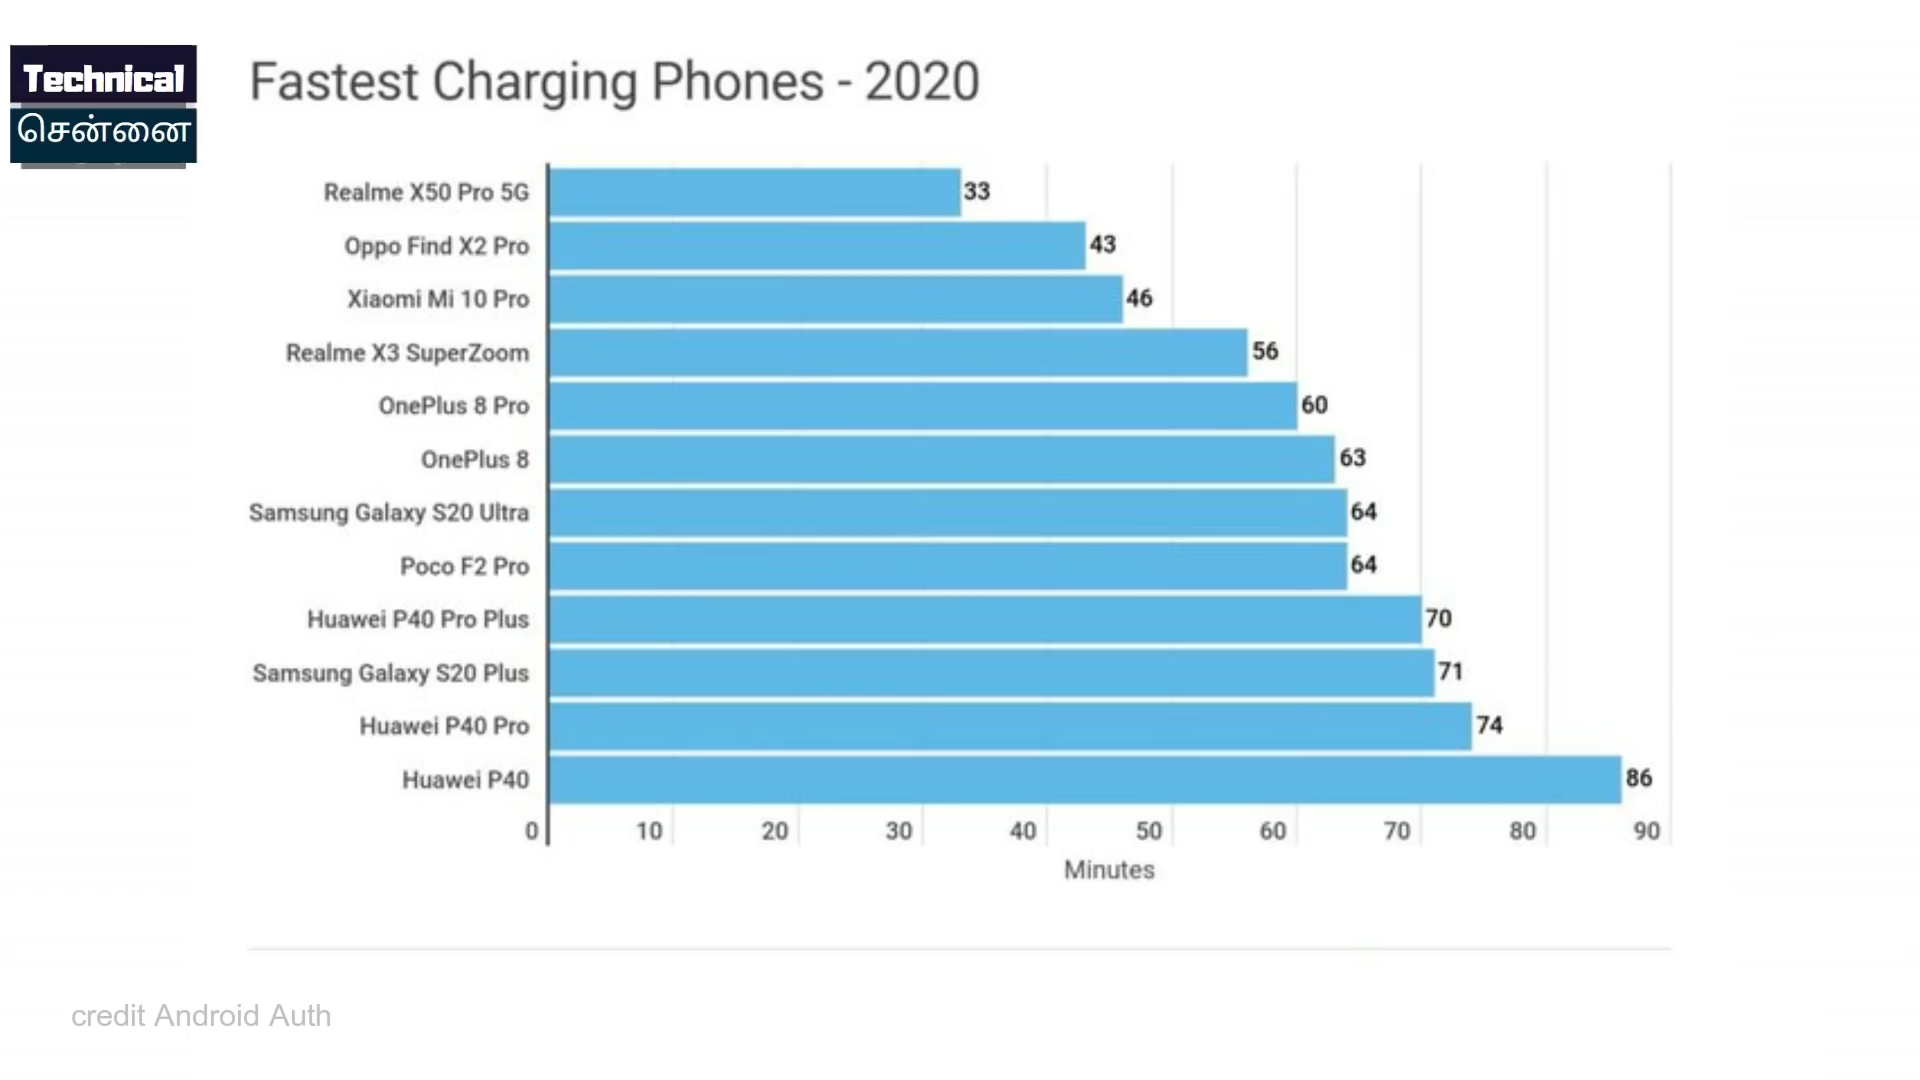 Technical
சென்னை
Fastest Charging Phones - 2020
Realme X50 Pro 5G 33
Oppo Find X2 Pro 43
Xiaomi Mi 10 Pro 46
Realme X3 SuperZoom 56
OnePlus 8 Pro 60
OnePlus 8 63
Samsung Galaxy S20 Ultra 64
Poco F2 Pro 64
Huawei P40 Pro Plus 70
Samsung Galaxy S20 Plus 71
Huawei P40 Pro 74
Huawei P40 86
0 10 20 30 40 50 60 70 80 90
Minutes
credit Android Auth